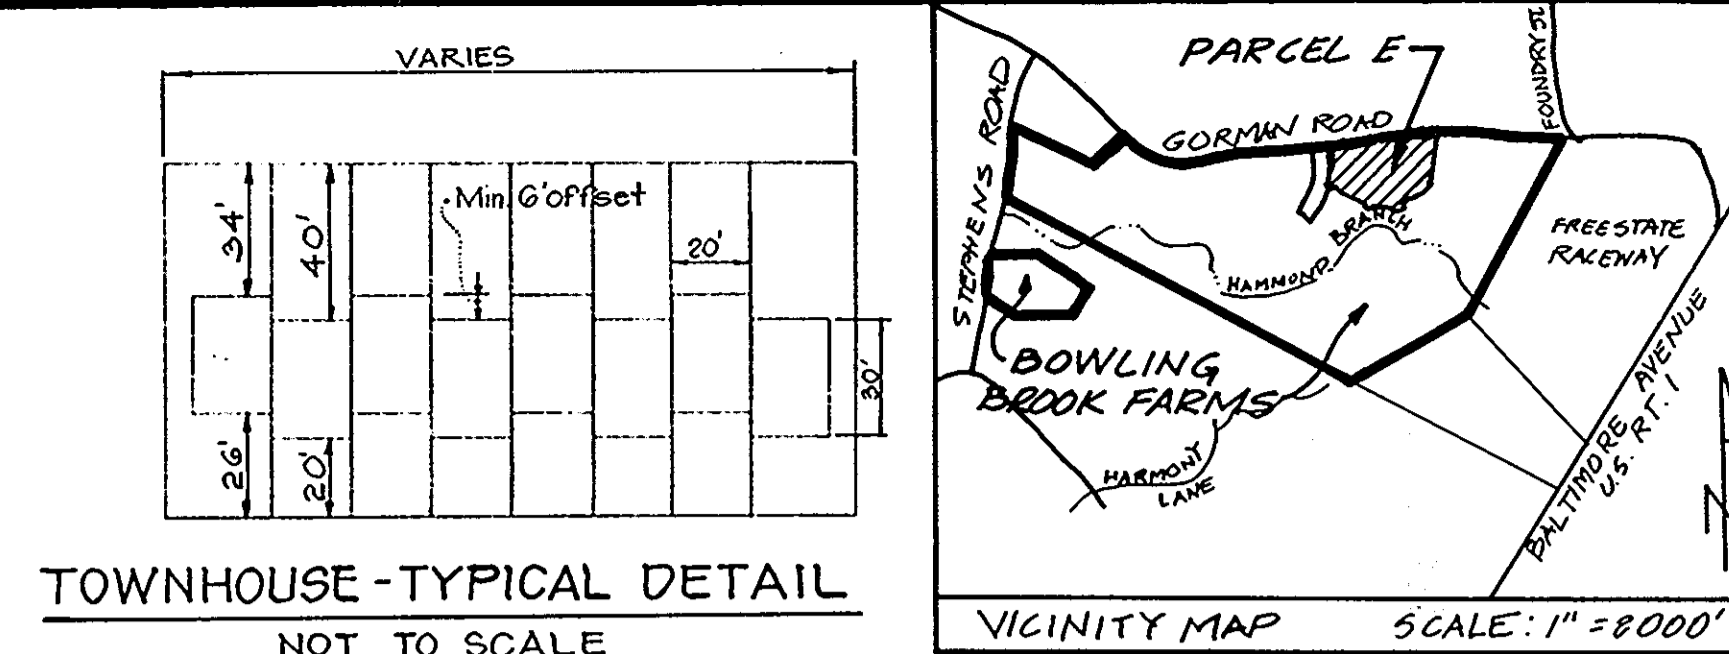 VARIES
34'
40'
Min. 6' offset
20'
30'
26'
20'
TOWNHOUSE - TYPICAL DETAIL
NOT TO SCALE
PARCEL E
FOUNDRY ST
STEPHENS ROAD
GORMAN ROAD
FREESTATE
RACEWAY
HAMMOND BRANCH
BOWLING
BROOK FARMS
HARMONY
LANE
BALTIMORE AVENUE
U.S. RT. 1
N
VICINITY MAP SCALE: 1" = 2000'